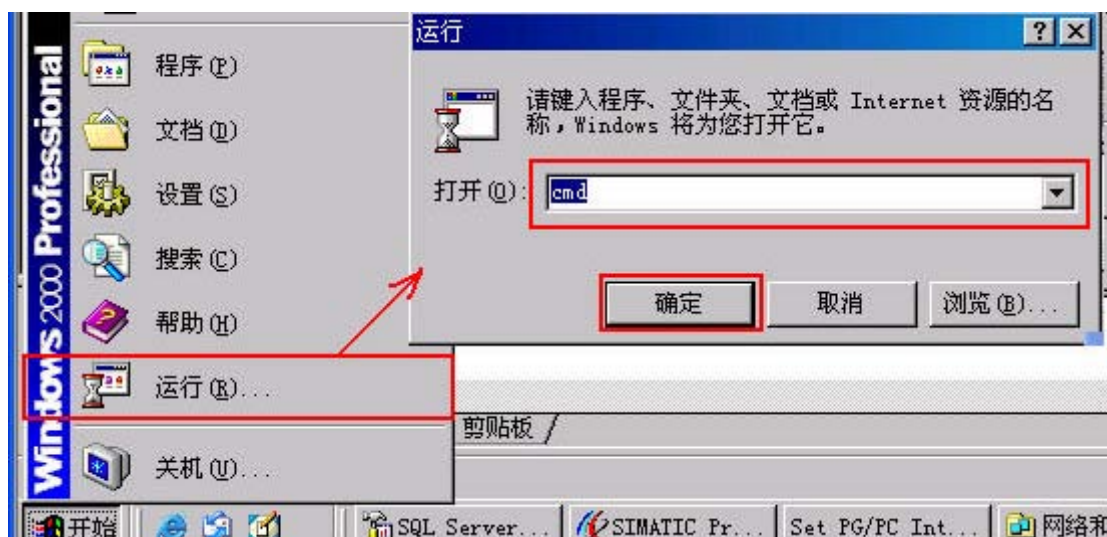 Windows 2000 Professional
程序(P)
文档(D)
设置(S)
搜索(C)
帮助(H)
运行(R)...
关机(U)...
运行
请键入程序、文件夹、文档或 Internet 资源的名
称，Windows 将为您打开它。
打开(O):
cmd
确定
取消
浏览(B)...
剪贴板
开始
SQL Server...
SIMATIC Pr...
Set PG/PC Int...
网络和